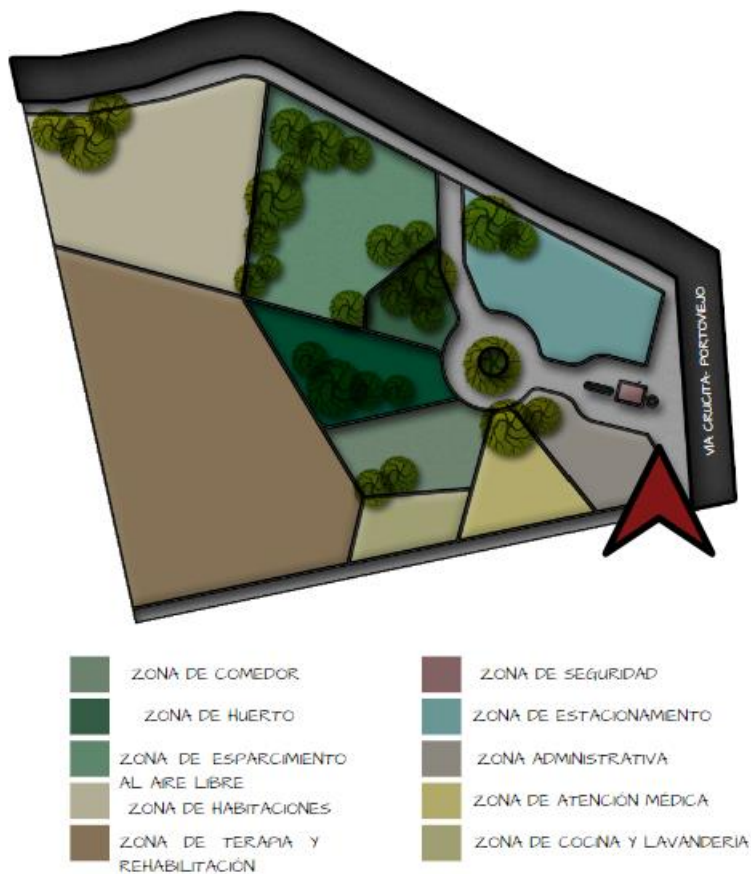 VIA CRUCITA- PORTOVIEJO
ZONA DE COMEDOR
ZONA DE HUERTO
ZONA DE ESPARCIMIENTO
AL AIRE LIBRE
ZONA DE HABITACIONES
ZONA DE TERAPIA Y
REHABILITACIÓN
ZONA DE SEGURIDAD
ZONA DE ESTACIONAMIENTO
ZONA ADMINISTRATIVA
ZONA DE ATENCIÓN MÉDICA
ZONA DE COCINA Y LAVANDERÍA